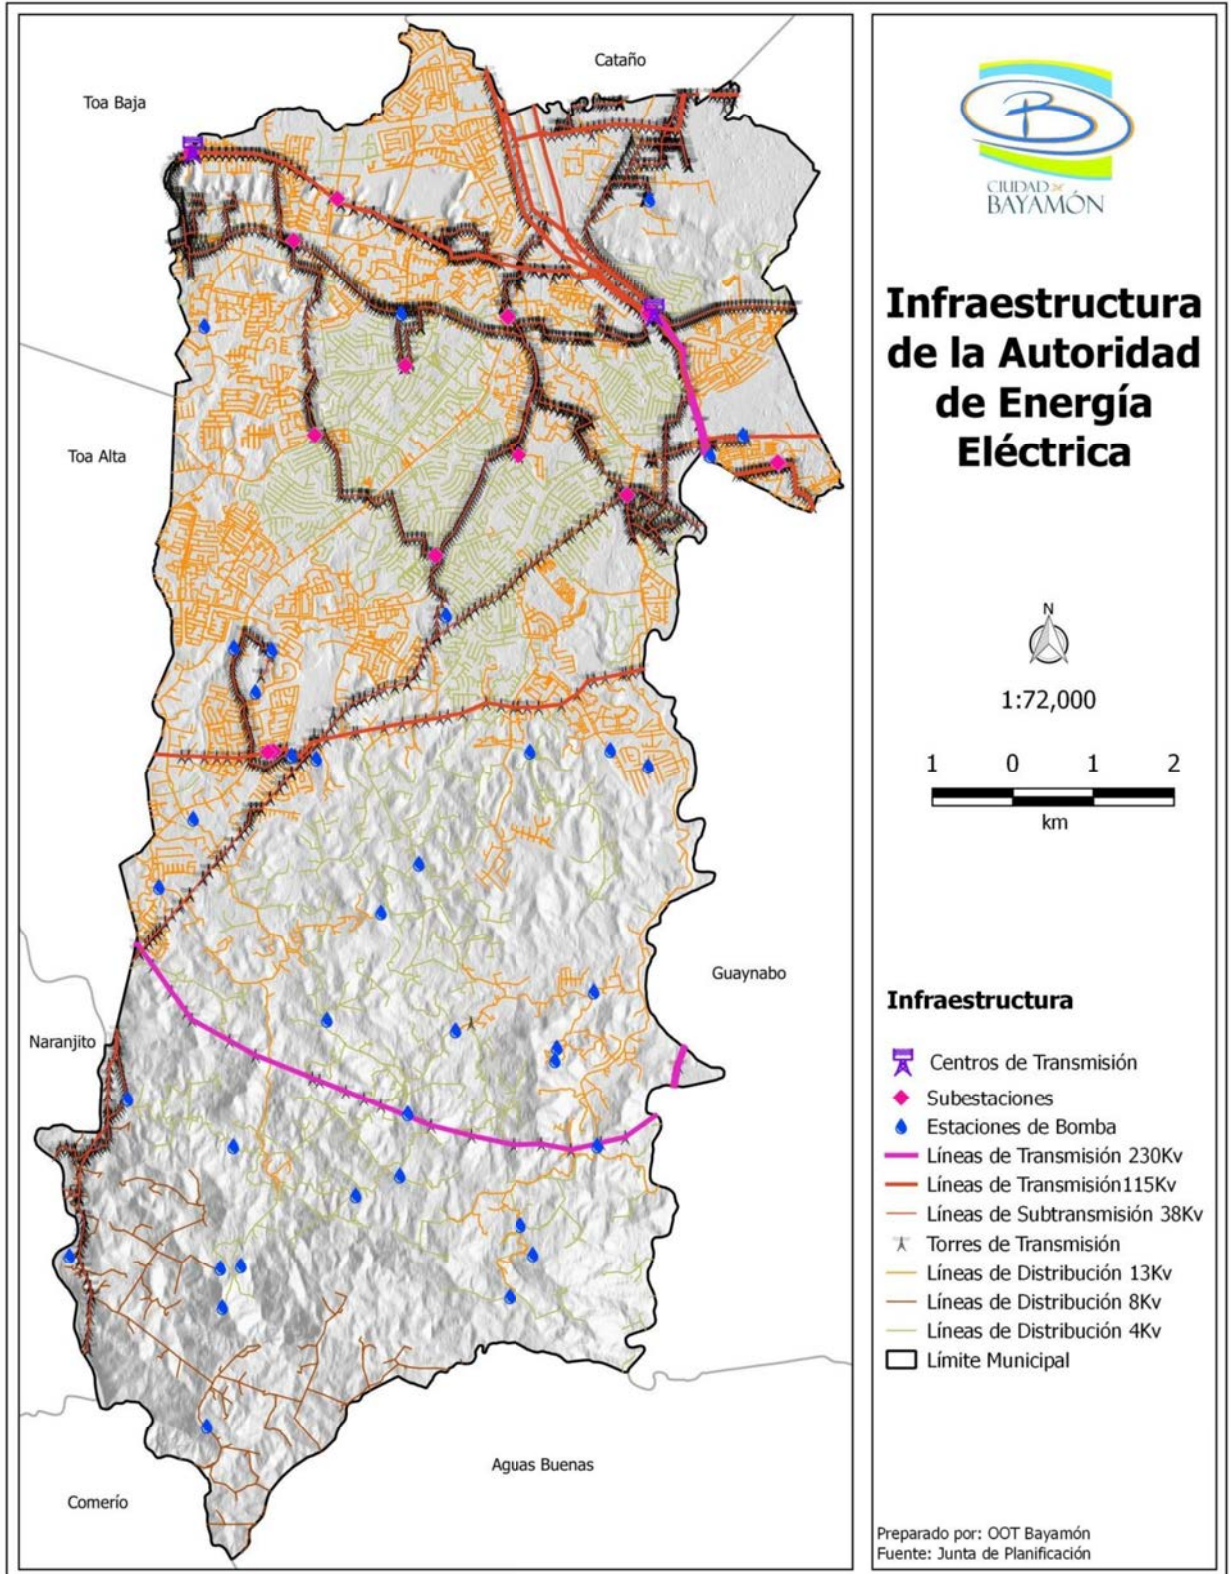 Cataño
Toa Baja
Toa Alta
Guaynabo
Naranjito
Aguas Buenas
Comerío
B
CIUDAD DE
BAYAMÓN
Infraestructura
de la Autoridad
de Energía
Eléctrica
N
1:72,000
1 0 1 2
km
Infraestructura
Centros de Transmisión
Subestaciones
Estaciones de Bomba
Líneas de Transmisión 230Kv
Líneas de Transmisión115Kv
Líneas de Subtransmisión 38Kv
Torres de Transmisión
Líneas de Distribución 13Kv
Líneas de Distribución 8Kv
Líneas de Distribución 4Kv
Límite Municipal
Preparado por: OOT Bayamón
Fuente: Junta de Planificación